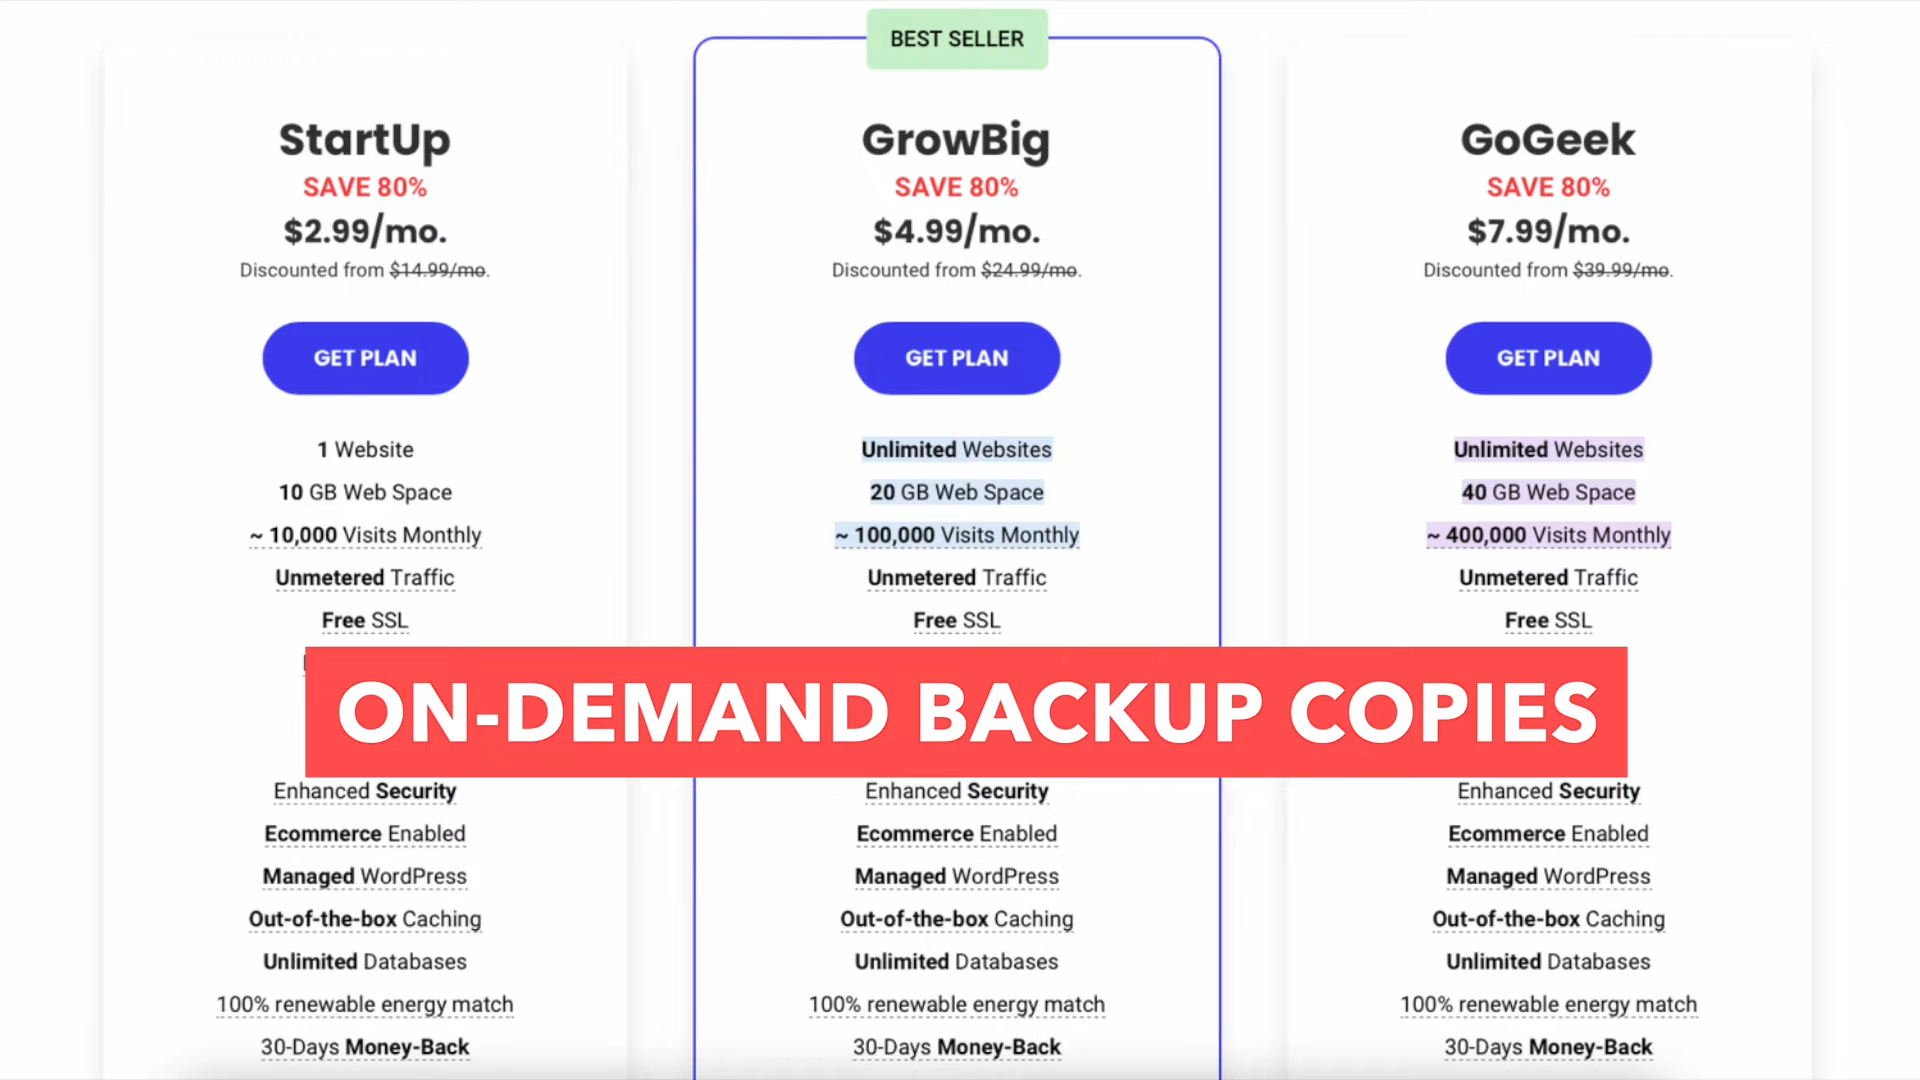 BEST SELLER
StartUp
SAVE 80%
$2.99/mo.
Discounted from $14.99/mo.
GET PLAN
1 Website
10 GB Web Space
~ 10,000 Visits Monthly
Unmetered Traffic
Free SSL
Enhanced Security
Ecommerce Enabled
Managed WordPress
Out-of-the-box Caching
Unlimited Databases
100% renewable energy match
30-Days Money-Back
GrowBig
SAVE 80%
$4.99/mo.
Discounted from $24.99/mo.
GET PLAN
Unlimited Websites
20 GB Web Space
~ 100,000 Visits Monthly
Unmetered Traffic
Free SSL
Enhanced Security
Ecommerce Enabled
Managed WordPress
Out-of-the-box Caching
Unlimited Databases
100% renewable energy match
30-Days Money-Back
GoGeek
SAVE 80%
$7.99/mo.
Discounted from $39.99/mo.
GET PLAN
Unlimited Websites
40 GB Web Space
~ 400,000 Visits Monthly
Unmetered Traffic
Free SSL
Enhanced Security
Ecommerce Enabled
Managed WordPress
Out-of-the-box Caching
Unlimited Databases
100% renewable energy match
30-Days Money-Back
ON-DEMAND BACKUP COPIES